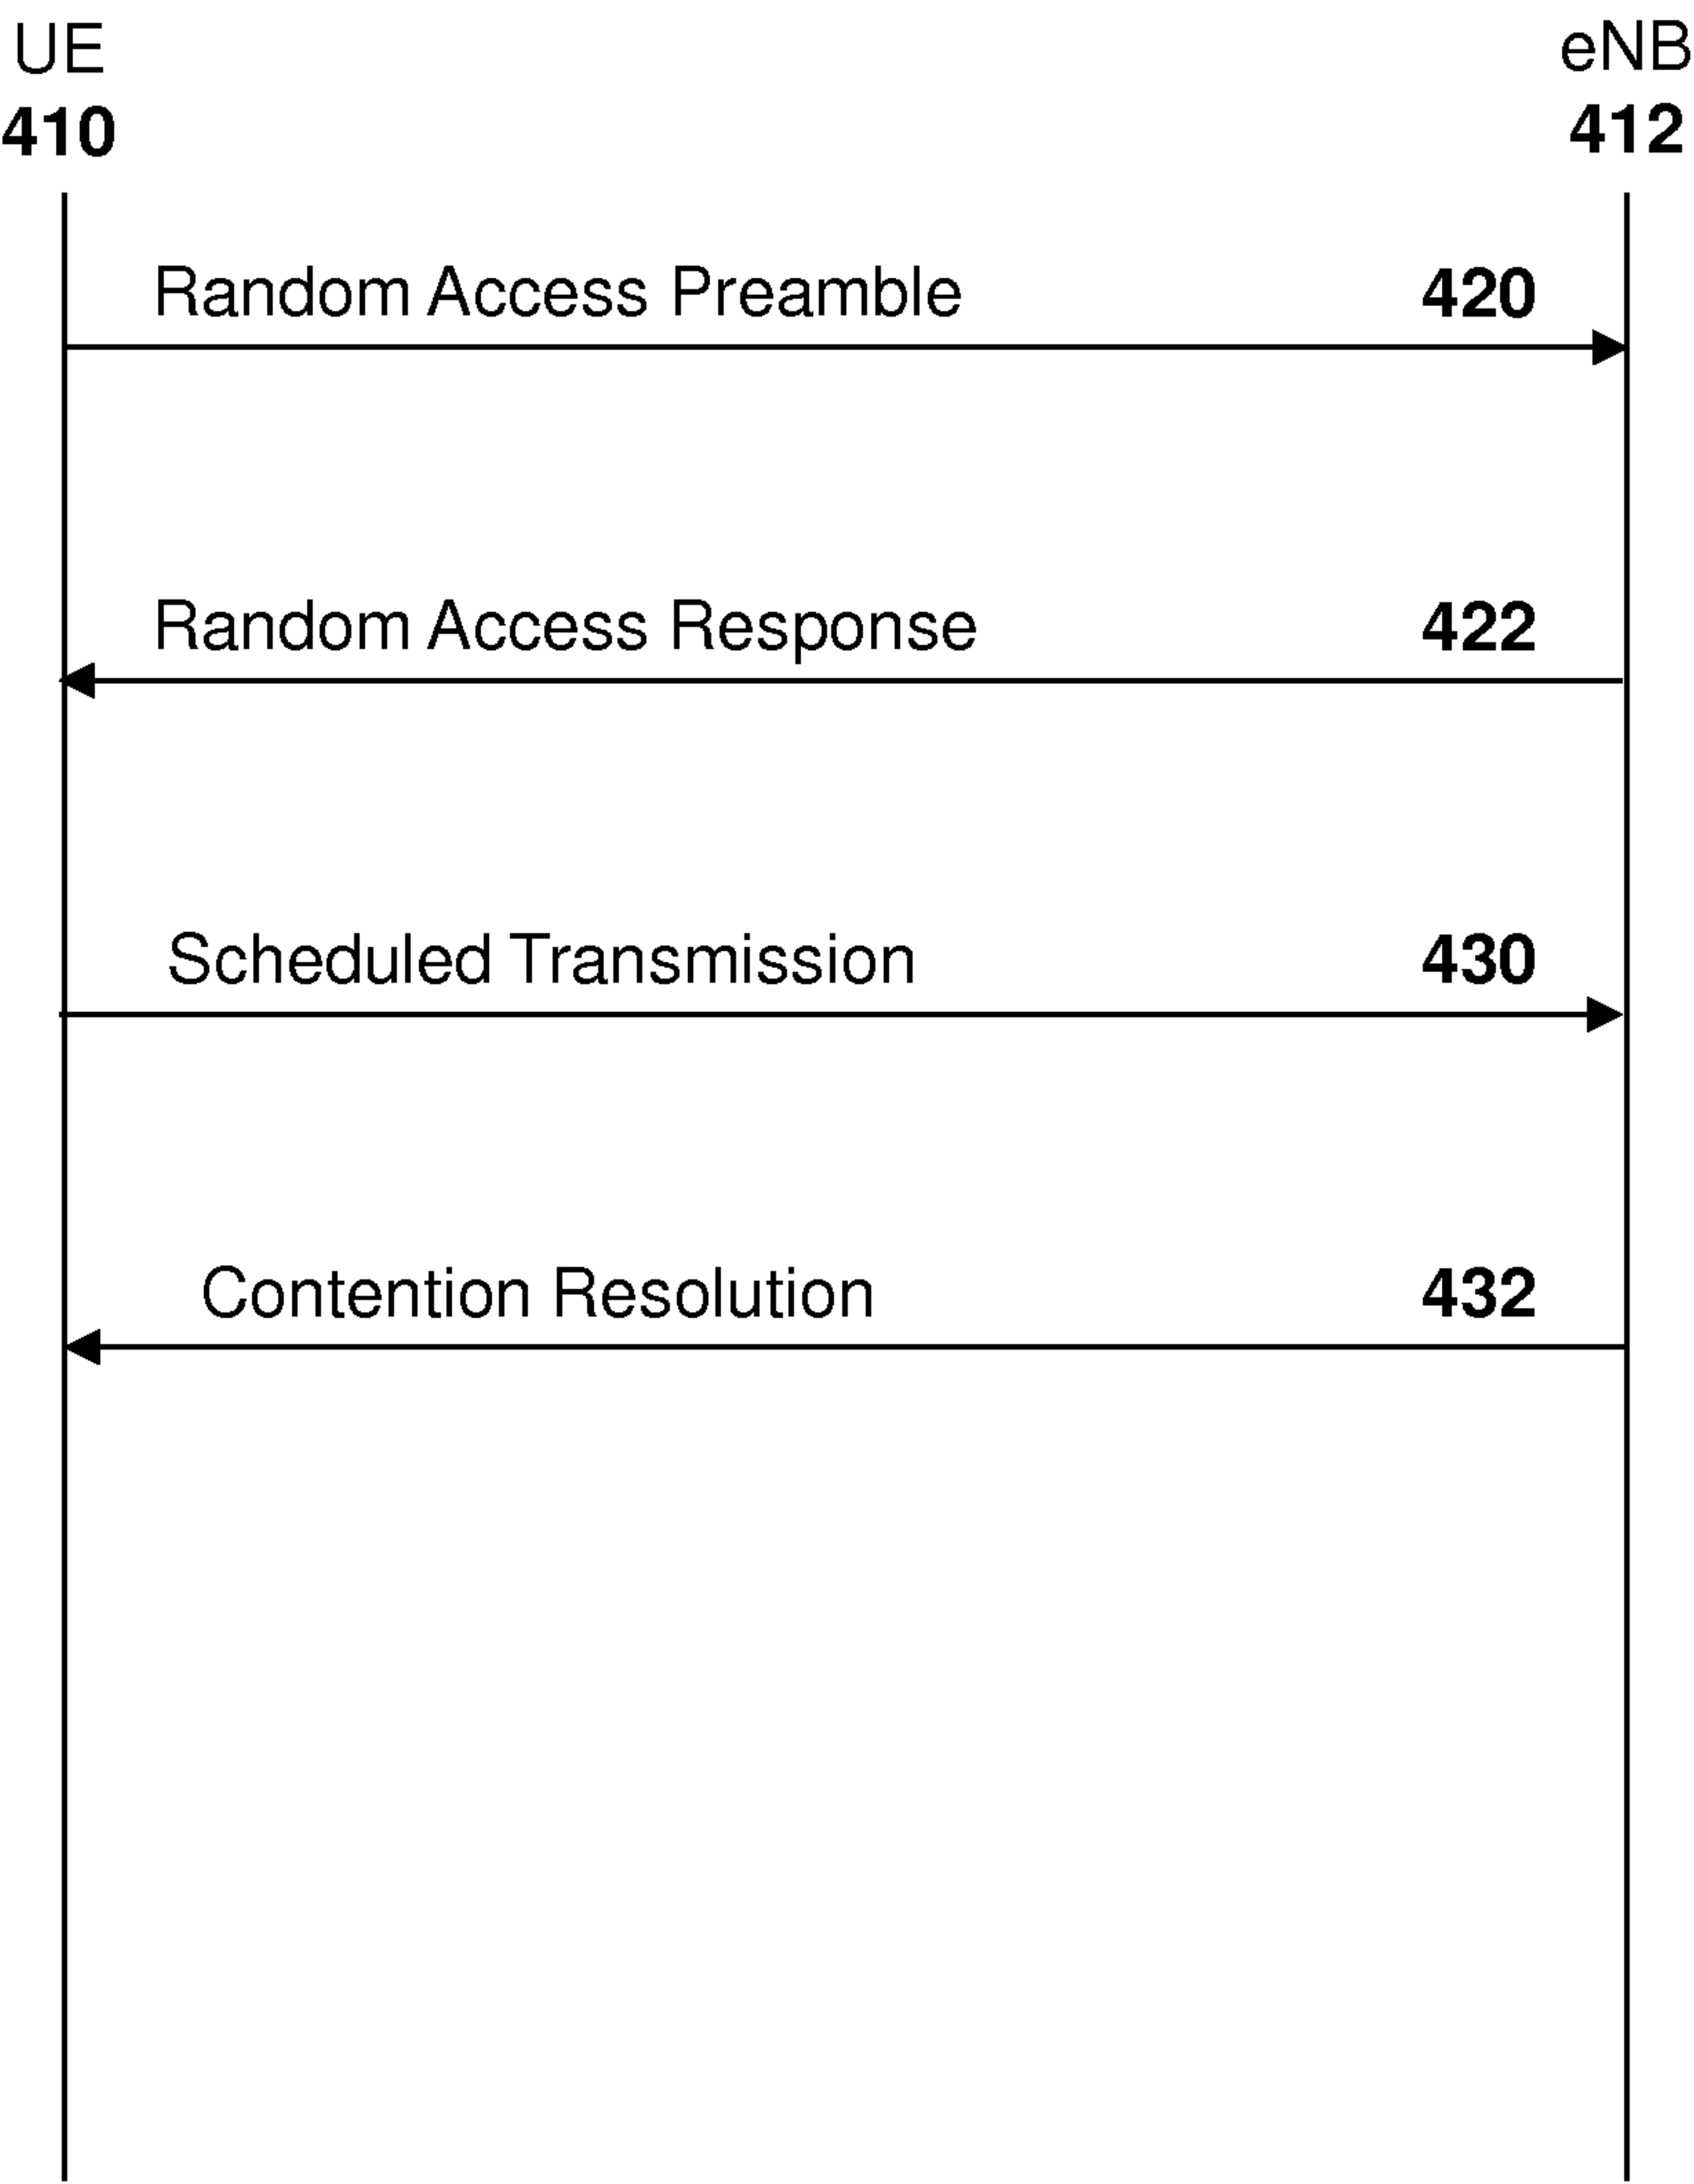 UE eNB
410 412
Random Access Preamble 420
Random Access Response 422
Scheduled Transmission 430
Contention Resolution 432